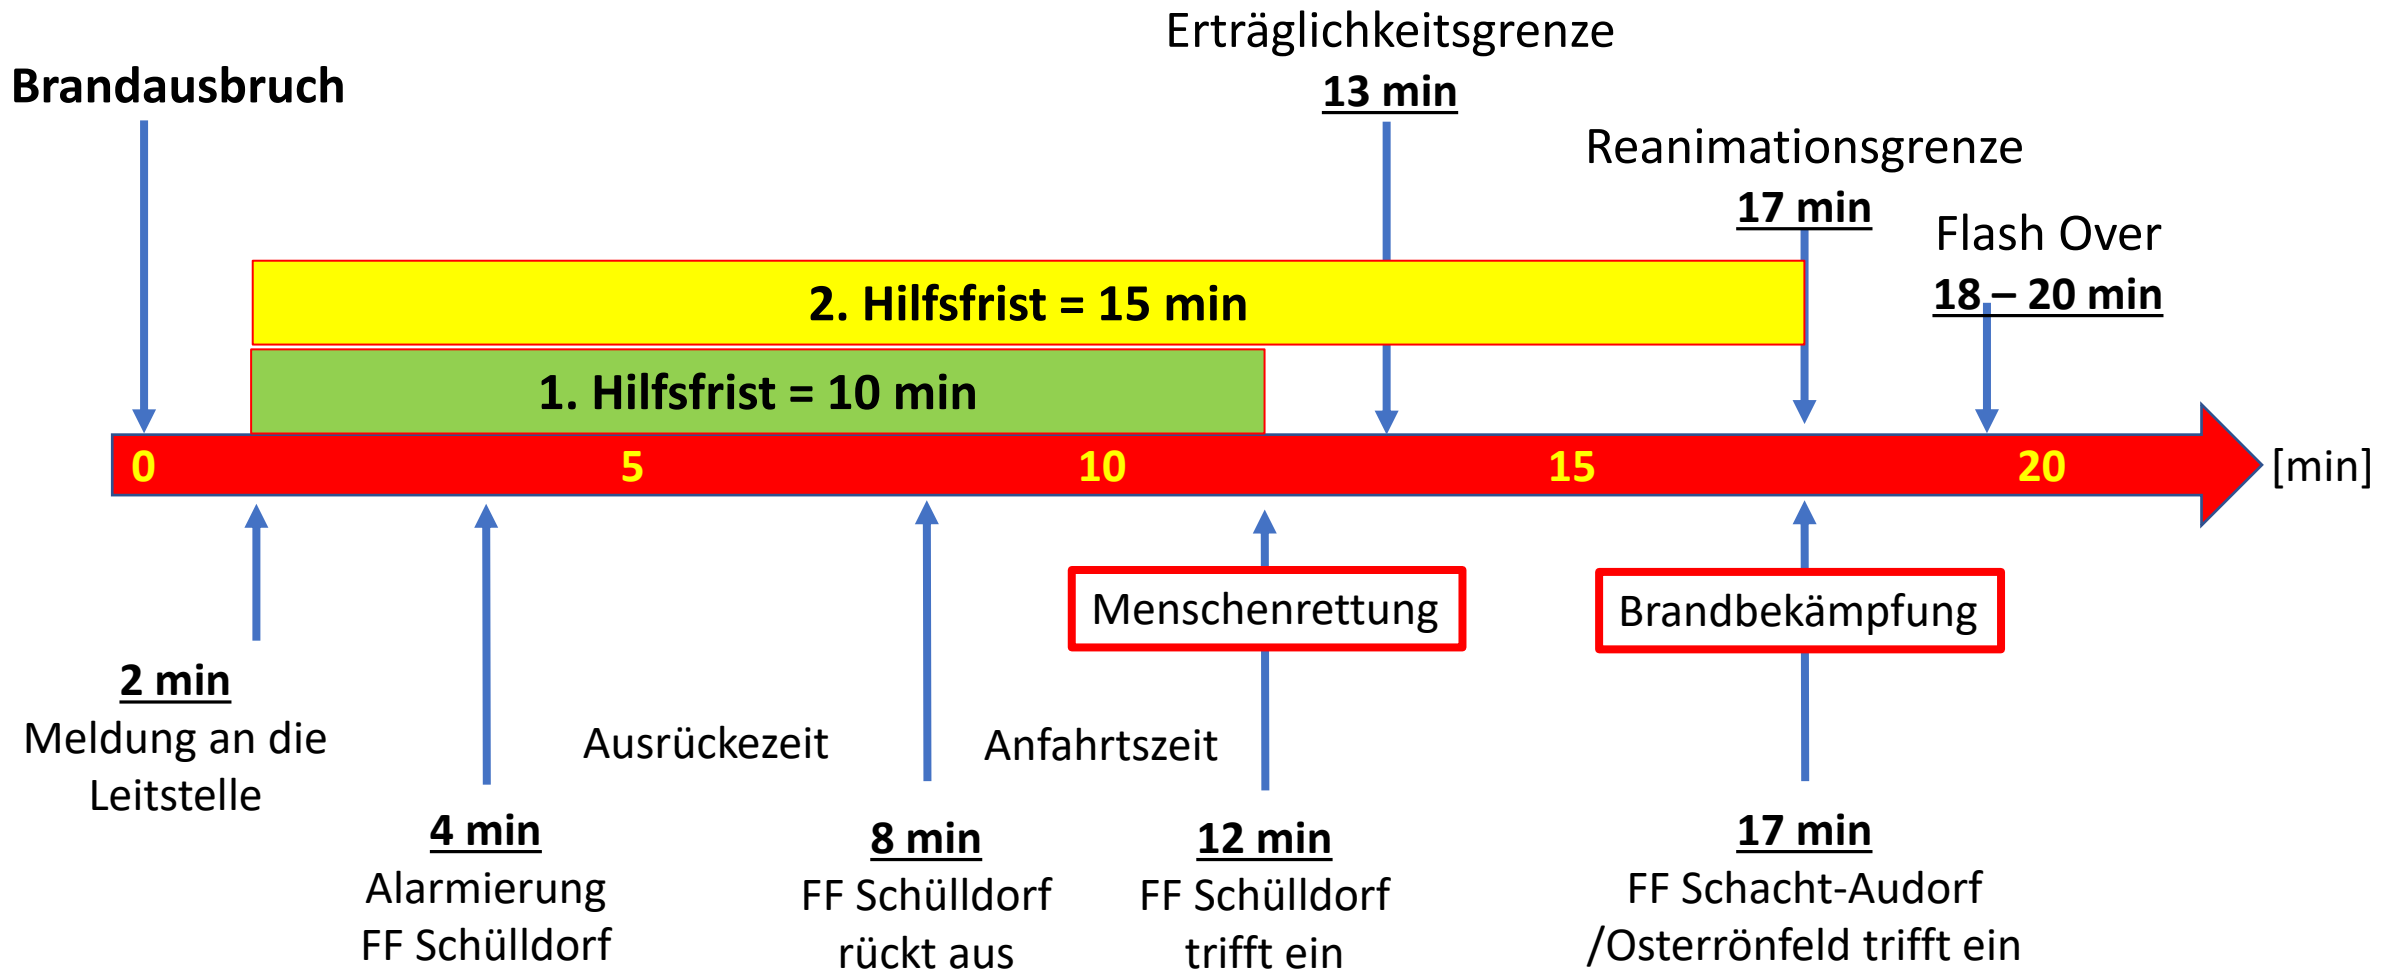 Brandausbruch
Erträglichkeitsgrenze
13 min
Reanimationsgrenze
17 min
Flash Over
18 – 20 min
2. Hilfsfrist = 15 min
1. Hilfsfrist = 10 min
0 5 10 15 20 [min]
Menschenrettung
Brandbekämpfung
2 min
Meldung an die
Leitstelle
Ausrückezeit
Anfahrtszeit
4 min
Alarmierung
FF Schülldorf
8 min
FF Schülldorf
rückt aus
12 min
FF Schülldorf
trifft ein
17 min
FF Schacht-Audorf
/Osterrönfeld trifft ein